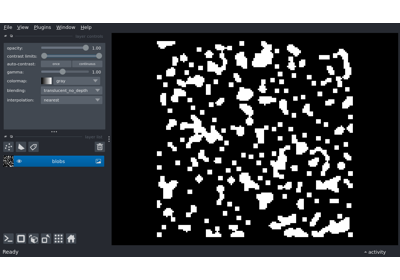 File View Plugins Window Help
opacity: 1.00
contrast limits:
auto-contrast: once continuous
gamma: 1.00
colormap: gray
blending: translucent_no_depth
interpolation: nearest
blobs
Ready
activity